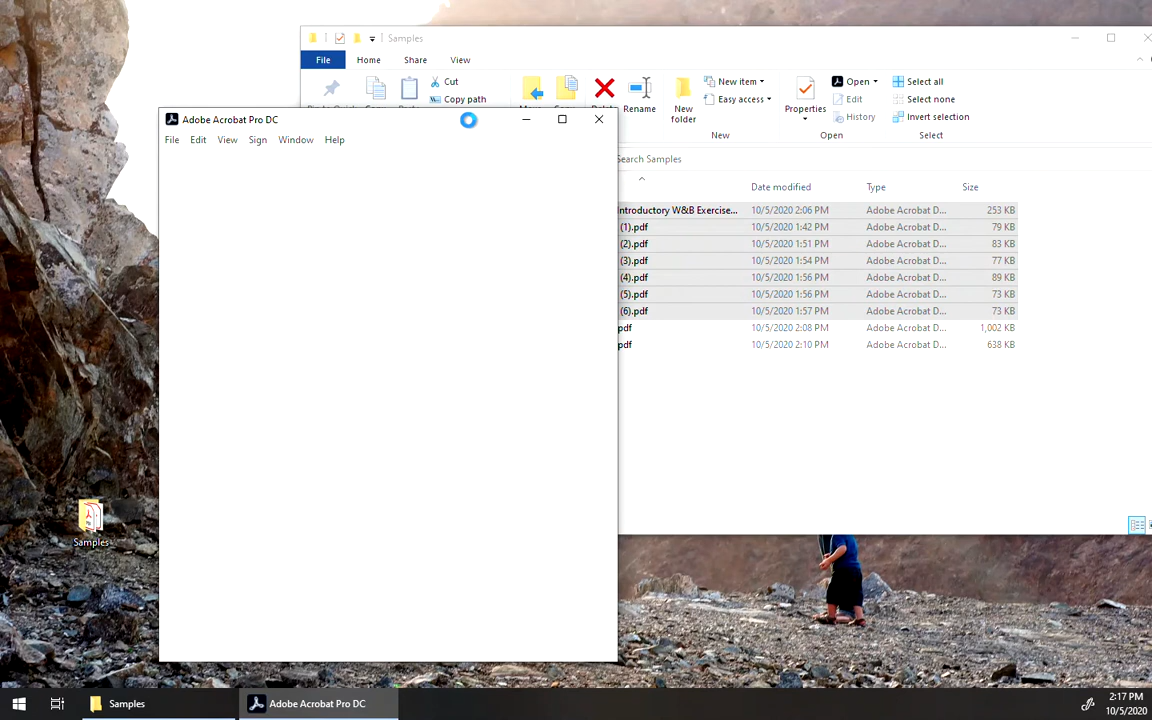 Samples
File Home Share View
Cut
Copy path
Rename
New folder
New item
Easy access
Properties
Open
Edit
History
Select all
Select none
Invert selection
New Open Select
Adobe Acrobat Pro DC
File Edit View Sign Window Help
Search Samples
Date modified Type Size
Introductory W&B Exercise... 10/5/2020 2:06 PM Adobe Acrobat D... 253 KB
(1).pdf 10/5/2020 1:42 PM Adobe Acrobat D... 79 KB
(2).pdf 10/5/2020 1:51 PM Adobe Acrobat D... 83 KB
(3).pdf 10/5/2020 1:54 PM Adobe Acrobat D... 77 KB
(4).pdf 10/5/2020 1:56 PM Adobe Acrobat D... 89 KB
(5).pdf 10/5/2020 1:56 PM Adobe Acrobat D... 73 KB
(6).pdf 10/5/2020 1:57 PM Adobe Acrobat D... 73 KB
pdf 10/5/2020 2:08 PM Adobe Acrobat D... 1,002 KB
pdf 10/5/2020 2:10 PM Adobe Acrobat D... 638 KB
Samples
Samples
Adobe Acrobat Pro DC
2:17 PM
10/5/2020